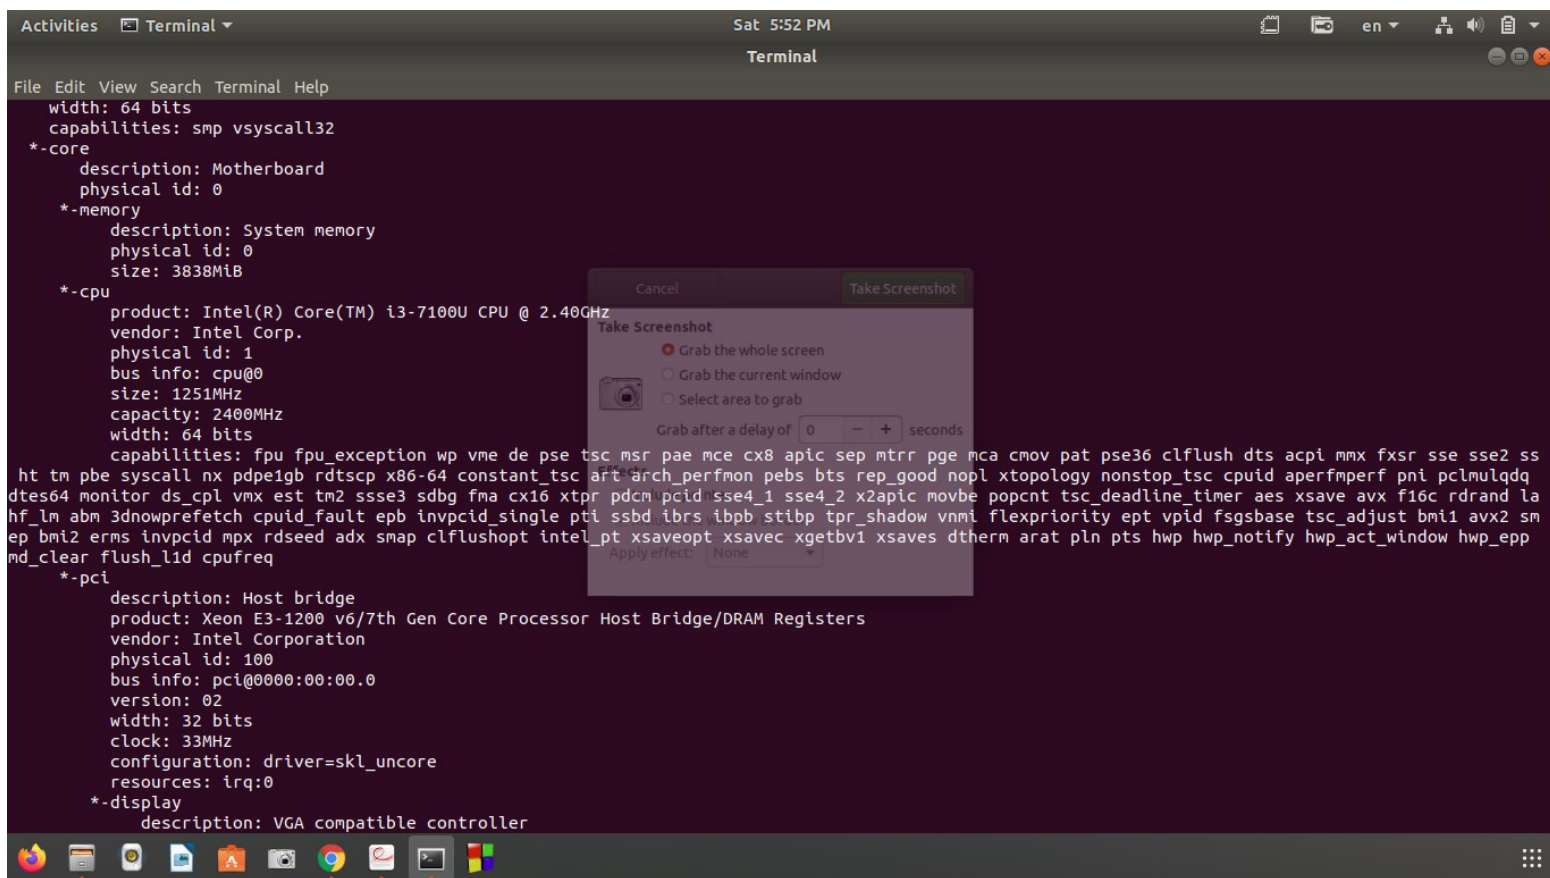 Activities Terminal Sat 5:52 PM en
Terminal
File Edit View Search Terminal Help
width: 64 bits
capabilities: smp vsyscall32
*-core
description: Motherboard
physical id: 0
*-memory
description: System memory
physical id: 0
size: 3838MiB
*-cpu
product: Intel(R) Core(TM) i3-7100U CPU @ 2.40GHz
vendor: Intel Corp.
physical id: 1
bus info: cpu@0
size: 1251MHz
capacity: 2400MHz
width: 64 bits
capabilities: fpu fpu_exception wp vme de pse tsc msr pae mce cx8 apic sep mtrr pge mca cmov pat pse36 clflush dts acpi mmx fxsr sse sse2 ss
ht tm pbe syscall nx pdpe1gb rdtscp x86-64 constant_tsc art arch_perfmon pebs bts rep_good nopl xtopology nonstop_tsc cpuid aperfmperf pni pclmulqdq
dtes64 monitor ds_cpl vmx est tm2 ssse3 sdbg fma cx16 xtpr pdcm pcid sse4_1 sse4_2 x2apic movbe popcnt tsc_deadline_timer aes xsave avx f16c rdrand la
hf_lm abm 3dnowprefetch cpuid_fault epb invpcid_single pti ssbd ibrs ibpb stibp tpr_shadow vnmi flexpriority ept vpid fsgsbase tsc_adjust bmi1 avx2 sm
ep bmi2 erms invpcid mpx rdseed adx smap clflushopt intel_pt xsaveopt xsavec xgetbv1 xsaves dtherm arat pln pts hwp hwp_notify hwp_act_window hwp_epp
md_clear flush_l1d cpufreq
*-pci
description: Host bridge
product: Xeon E3-1200 v6/7th Gen Core Processor Host Bridge/DRAM Registers
vendor: Intel Corporation
physical id: 100
bus info: pci@0000:00:00.0
version: 02
width: 32 bits
clock: 33MHz
configuration: driver=skl_uncore
resources: irq:0
*-display
description: VGA compatible controller
Cancel Take Screenshot
Take Screenshot
Grab the whole screen
Grab the current window
Select area to grab
Grab after a delay of 0 - + seconds
Effects
Apply effect: None